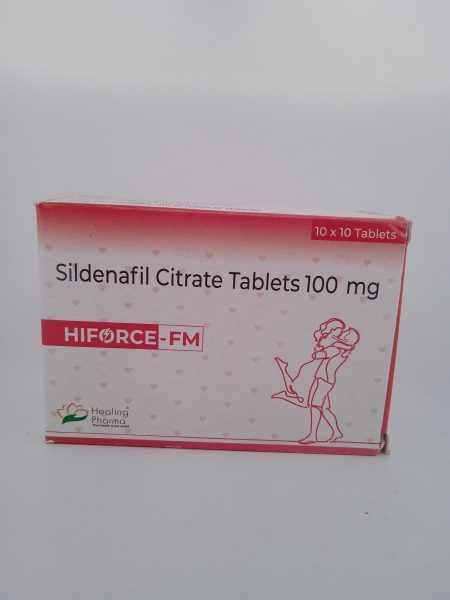 10 x 10 Tablets
Sildenafil Citrate Tablets 100 mg
HIFORCE-FM
Healing
Pharma